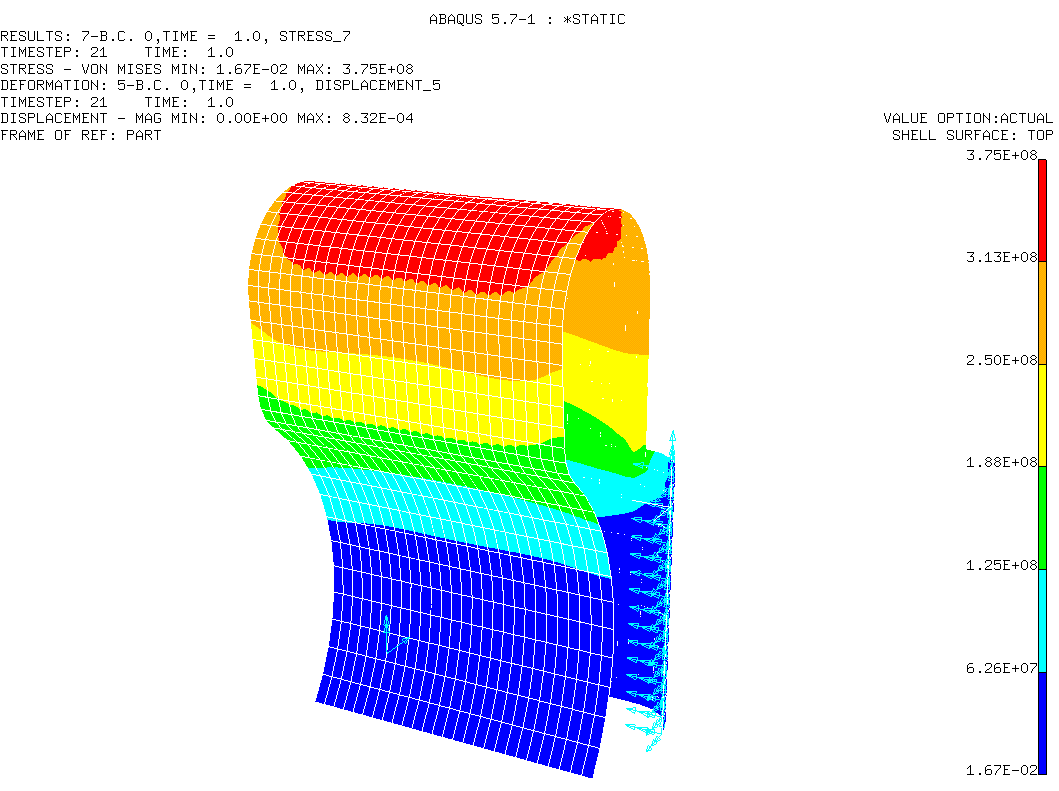 ABAQUS 5.7-1 : *STATIC
RESULTS: 7-B.C. 0,TIME = 1.0, STRESS_7
TIMESTEP: 21 TIME: 1.0
STRESS - VON MISES MIN: 1.67E-02 MAX: 3.75E+08
DEFORMATION: 5-B.C. 0,TIME = 1.0, DISPLACEMENT_5
TIMESTEP: 21 TIME: 1.0
DISPLACEMENT - MAG MIN: 0.00E+00 MAX: 8.32E-04
FRAME OF REF: PART
VALUE OPTION:ACTUAL
SHELL SURFACE: TOP
3.75E+08
3.13E+08
2.50E+08
1.88E+08
1.25E+08
6.26E+07
1.67E-02